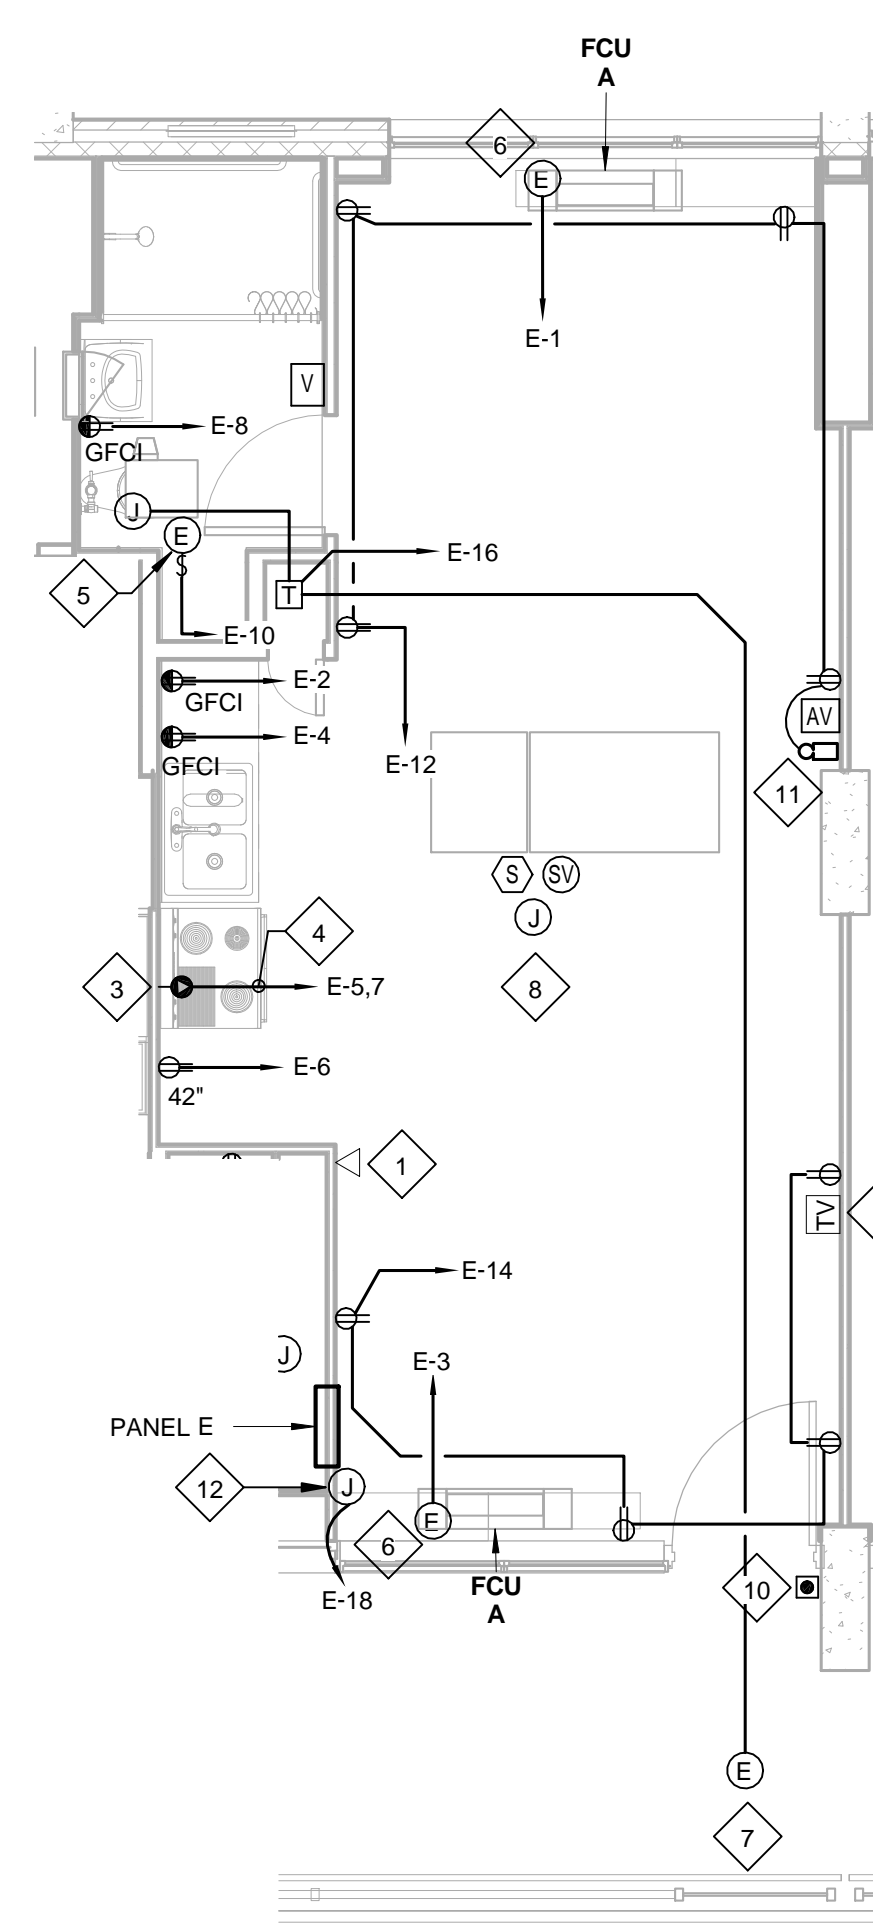 FCU
A
6
E
E-1
V
E-8
GFCI
J
E
E-16
5
T
E-10
E-2
GFCI
E-4
GFCI
E-12
AV
11
S
SV
J
4
3
E-5,7
8
E-6
42"
1
TV
E-14
J
E-3
PANEL E
12
J
E
6
FCU
A
E-18
10
E
7